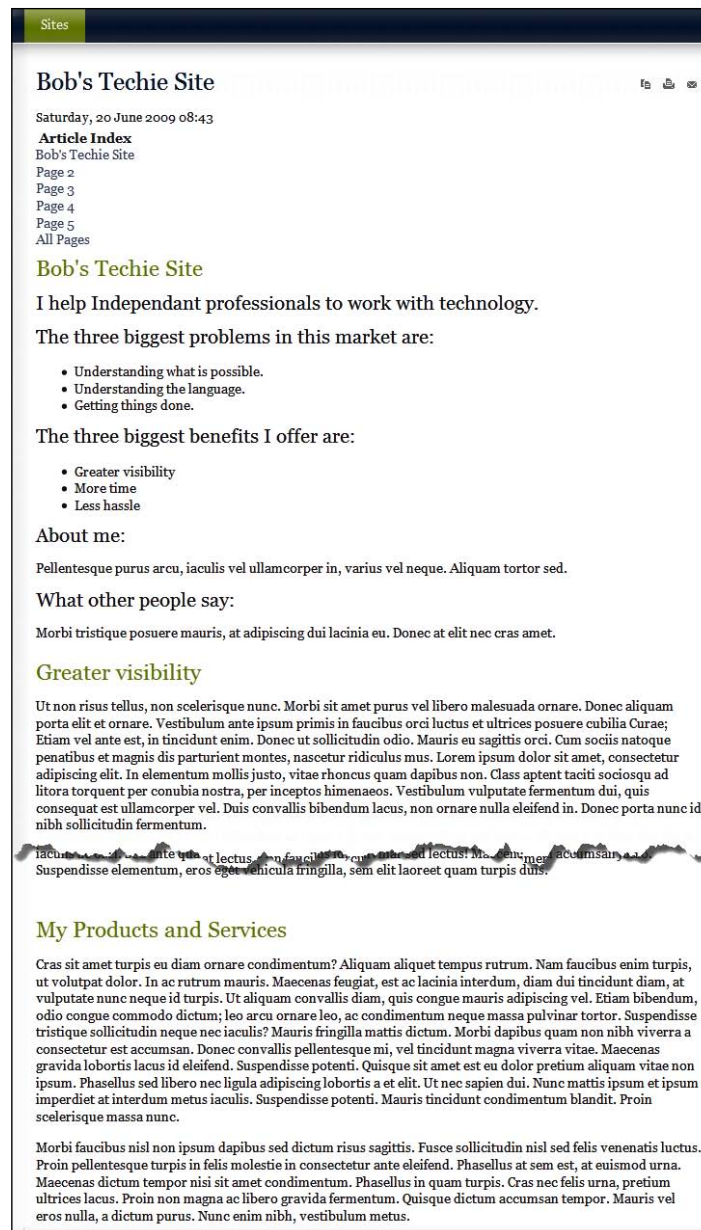 Sites
Bob's Techie Site
Saturday, 20 June 2009 08:43
Article Index
Bob's Techie Site
Page 2
Page 3
Page 4
Page 5
All Pages
Bob's Techie Site
I help Independant professionals to work with technology.
The three biggest problems in this market are:
• Understanding what is possible.
• Understanding the language.
• Getting things done.
The three biggest benefits I offer are:
• Greater visibility
• More time
• Less hassle
About me:
Pellentesque purus arcu, iaculis vel ullamcorper in, varius vel neque. Aliquam tortor sed.
What other people say:
Morbi tristique posuere mauris, at adipiscing dui lacinia eu. Donec at elit nec cras amet.
Greater visibility
Ut non risus tellus, non scelerisque nunc. Morbi sit amet purus vel libero malesuada ornare. Donec aliquam
porta elit et ornare. Vestibulum ante ipsum primis in faucibus orci luctus et ultrices posuere cubilia Curae;
Etiam vel ante est, in tincidunt enim. Donec ut sollicitudin odio. Mauris eu sagittis orci. Cum sociis natoque
penatibus et magnis dis parturient montes, nascetur ridiculus mus. Lorem ipsum dolor sit amet, consectetur
adipiscing elit. In elementum mollis justo, vitae rhoncus quam dapibus non. Class aptent taciti sociosqu ad
litora torquent per conubia nostra, per inceptos himenaeos. Vestibulum vulputate fermentum dui, quis
consequat est ullamcorper vel. Duis convallis bibendum lacus, non ornare nulla eleifend in. Donec porta nunc id
nibh sollicitudin fermentum.
ante at lectus sed lectus! accumsan
Suspendisse elementum, eros eget vehicula fringilla, sem elit laoreet quam turpis duis.
My Products and Services
Cras sit amet turpis eu diam ornare condimentum? Aliquam aliquet tempus rutrum. Nam faucibus enim turpis,
ut volutpat dolor. In ac rutrum mauris. Maecenas feugiat, est ac lacinia interdum, diam dui tincidunt diam, at
vulputate nunc neque id turpis. Ut aliquam convallis diam, quis congue mauris adipiscing vel. Etiam bibendum,
odio congue commodo dictum; leo arcu ornare leo, ac condimentum neque massa pulvinar tortor. Suspendisse
tristique sollicitudin neque nec iaculis? Mauris fringilla mattis dictum. Morbi dapibus quam non nibh viverra a
consectetur est accumsan. Donec convallis pellentesque mi, vel tincidunt magna viverra vitae. Maecenas
gravida lobortis lacus id eleifend. Suspendisse potenti. Quisque sit amet est eu dolor pretium aliquam vitae non
ipsum. Phasellus sed libero nec ligula adipiscing lobortis a et elit. Ut nec sapien dui. Nunc mattis ipsum et ipsum
imperdiet at interdum metus iaculis. Suspendisse potenti. Mauris tincidunt condimentum blandit. Proin
scelerisque massa nunc.
Morbi faucibus nisl non ipsum dapibus sed dictum risus sagittis. Fusce sollicitudin nisl sed felis venenatis luctus.
Proin pellentesque turpis in felis molestie in consectetur ante eleifend. Phasellus at sem est, at euismod urna.
Maecenas dictum tempor nisi sit amet condimentum. Phasellus in quam turpis. Cras nec felis urna, pretium
ultrices lacus. Proin non magna ac libero gravida fermentum. Quisque dictum accumsan tempor. Mauris vel
eros nulla, a dictum purus. Nunc enim nibh, vestibulum metus.